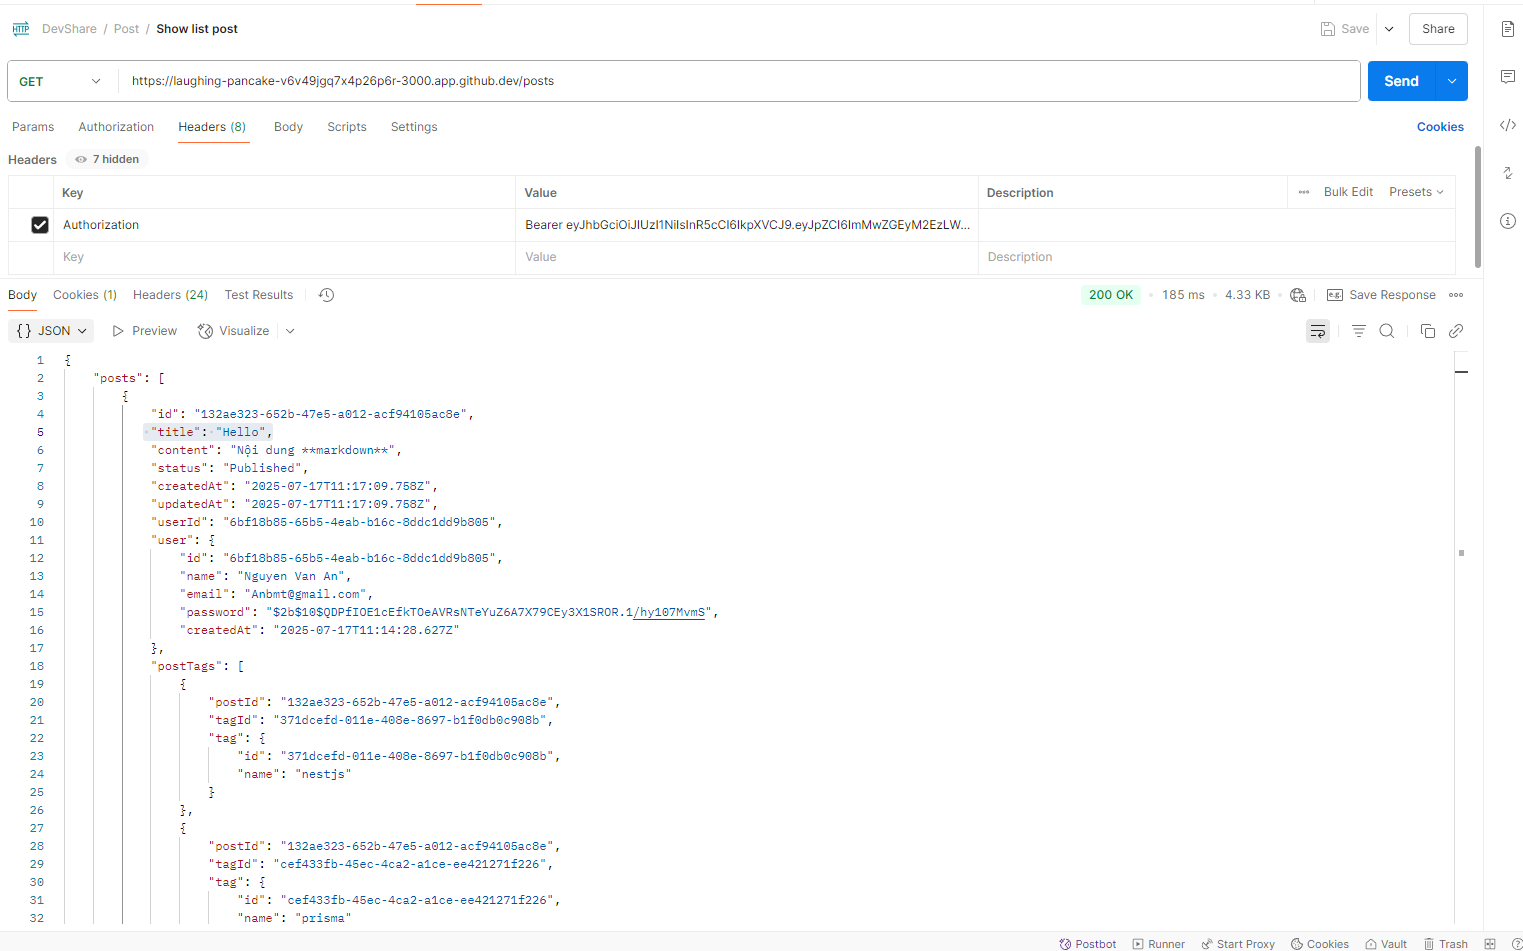 HTTP DevShare / Post / Show list post Save Share
GET https://laughing-pancake-v6v49jgq7x4p26p6r-3000.app.github.dev/posts Send
Params Authorization Headers (8) Body Scripts Settings Cookies
Headers 7 hidden
Key Value Description Bulk Edit Presets
Authorization Bearer eyJhbGciOiJIUzI1NiIsInR5cCI6IkpXVCJ9.eyJpZCI6ImMwZGEyM2EzLW...
Key Value Description
Body Cookies (1) Headers (24) Test Results 200 OK 185 ms 4.33 KB e.g. Save Response
{} JSON Preview Visualize
1 {
2 "posts": [
3 {
4 "id": "132ae323-652b-47e5-a012-acf94105ac8e",
5 "title": "Hello",
6 "content": "Nội dung **markdown**",
7 "status": "Published",
8 "createdAt": "2025-07-17T11:17:09.758Z",
9 "updatedAt": "2025-07-17T11:17:09.758Z",
10 "userId": "6bf18b85-65b5-4eab-b16c-8ddc1dd9b805",
11 "user": {
12 "id": "6bf18b85-65b5-4eab-b16c-8ddc1dd9b805",
13 "name": "Nguyen Van An",
14 "email": "Anbmt@gmail.com",
15 "password": "$2b$10$QDPfIOE1cEfkTOeAVRsNTeYuZ6A7X79CEy3X1SROR.1/hy107MvmS",
16 "createdAt": "2025-07-17T11:14:28.627Z"
17 },
18 "postTags": [
19 {
20 "postId": "132ae323-652b-47e5-a012-acf94105ac8e",
21 "tagId": "371dcefd-011e-408e-8697-b1f0db0c908b",
22 "tag": {
23 "id": "371dcefd-011e-408e-8697-b1f0db0c908b",
24 "name": "nestjs"
25 }
26 },
27 {
28 "postId": "132ae323-652b-47e5-a012-acf94105ac8e",
29 "tagId": "cef433fb-45ec-4ca2-a1ce-ee421271f226",
30 "tag": {
31 "id": "cef433fb-45ec-4ca2-a1ce-ee421271f226",
32 "name": "prisma"
Postbot Runner Start Proxy Cookies Vault Trash